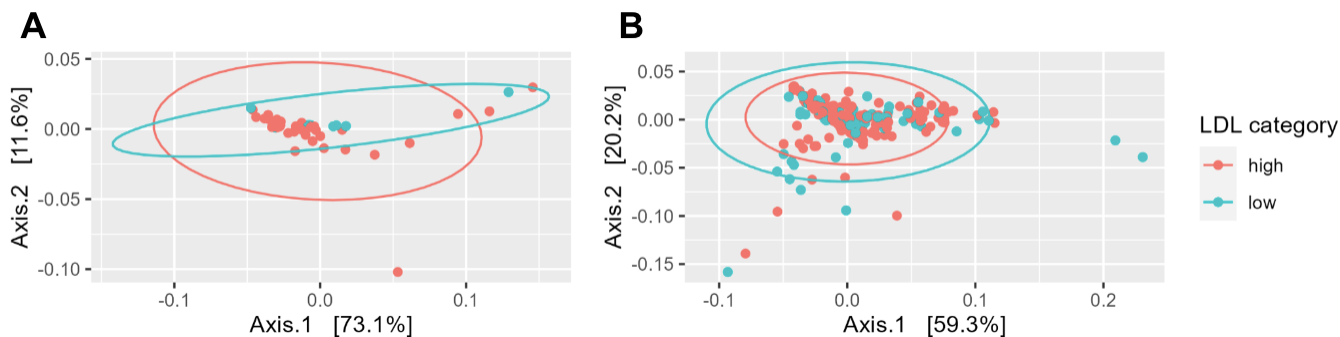 A
0.05
0.00
-0.05
-0.10
Axis.2 [11.6%]
-0.1
0.0
0.1
Axis.1 [73.1%]
B
0.05
0.00
-0.05
-0.10
-0.15
Axis.2 [20.2%]
-0.1
0.0
0.1
0.2
Axis.1 [59.3%]
LDL category
high
low